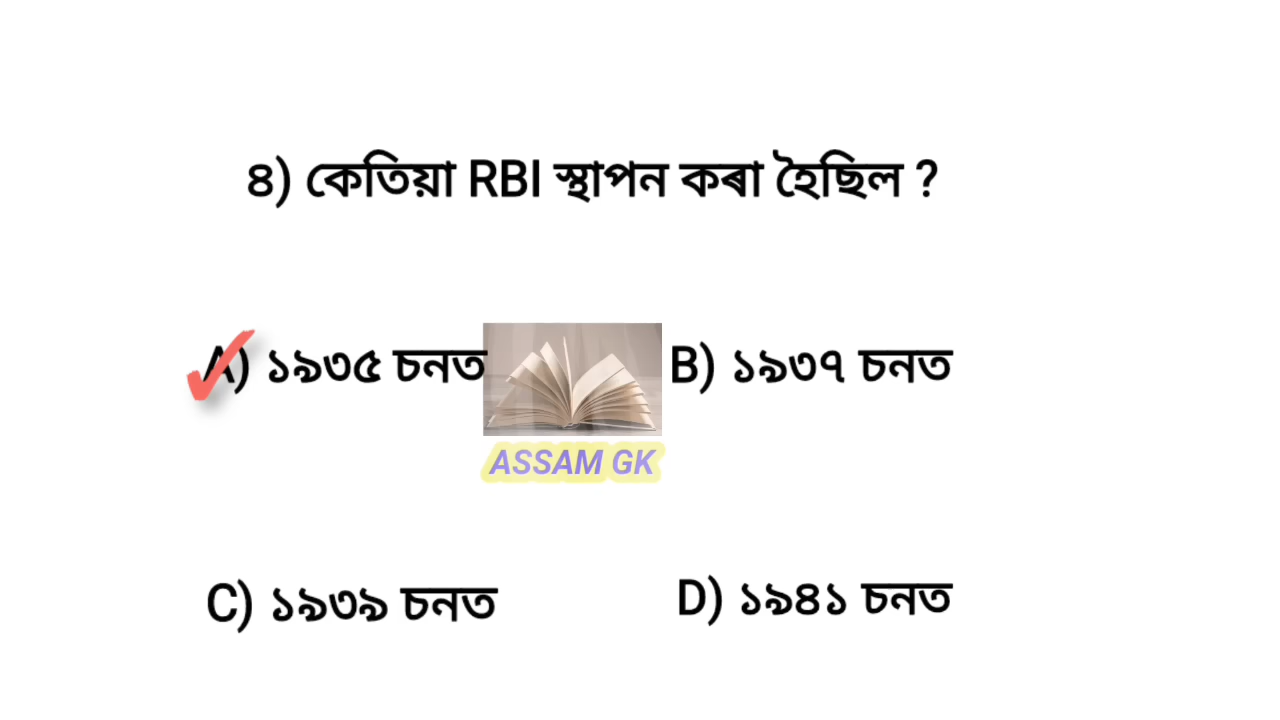 ৪) কেতিয়া RBI স্থাপন কৰা হৈছিল ?
A) ১৯৩৫ চনত
B) ১৯৩৭ চনত
ASSAM GK
C) ১৯৩৯ চনত
D) ১৯৪১ চনত